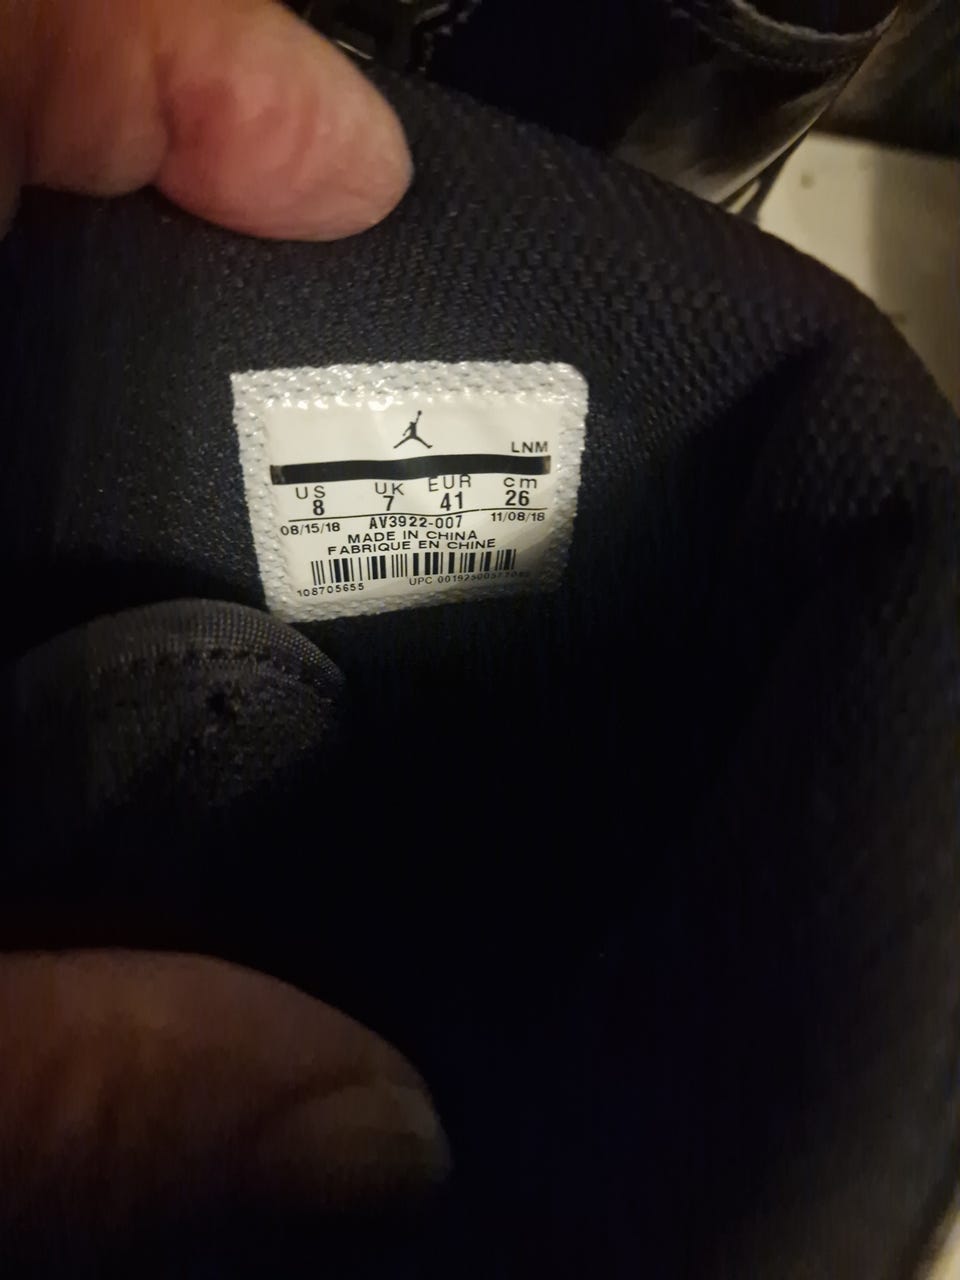 LNM
US UK EUR cm
8 7 41 26
08/15/18 AV3922-007 11/08/18
MADE IN CHINA
FABRIQUE EN CHINE
108705655 UPC